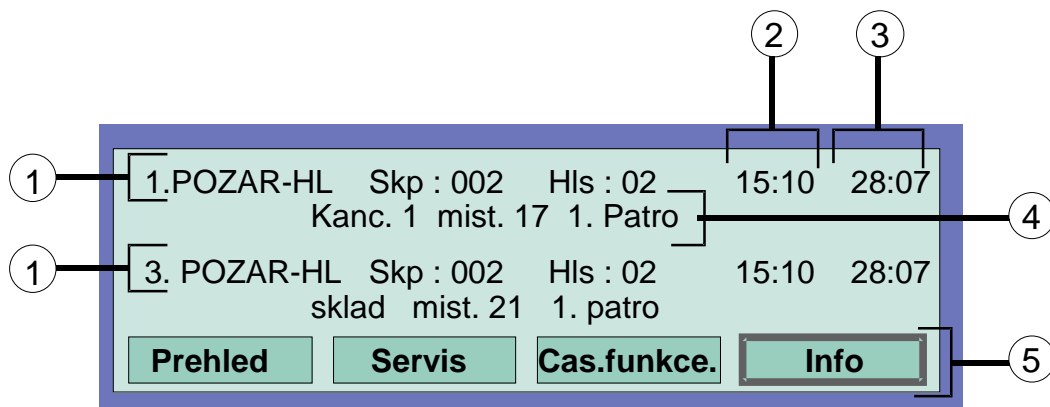 2 3
1 1.POZAR-HL Skp : 002 Hls : 02 15:10 28:07
Kanc. 1 mist. 17 1. Patro 4
1 3. POZAR-HL Skp : 002 Hls : 02 15:10 28:07
sklad mist. 21 1. patro
Prehled Servis Cas.funkce. Info 5